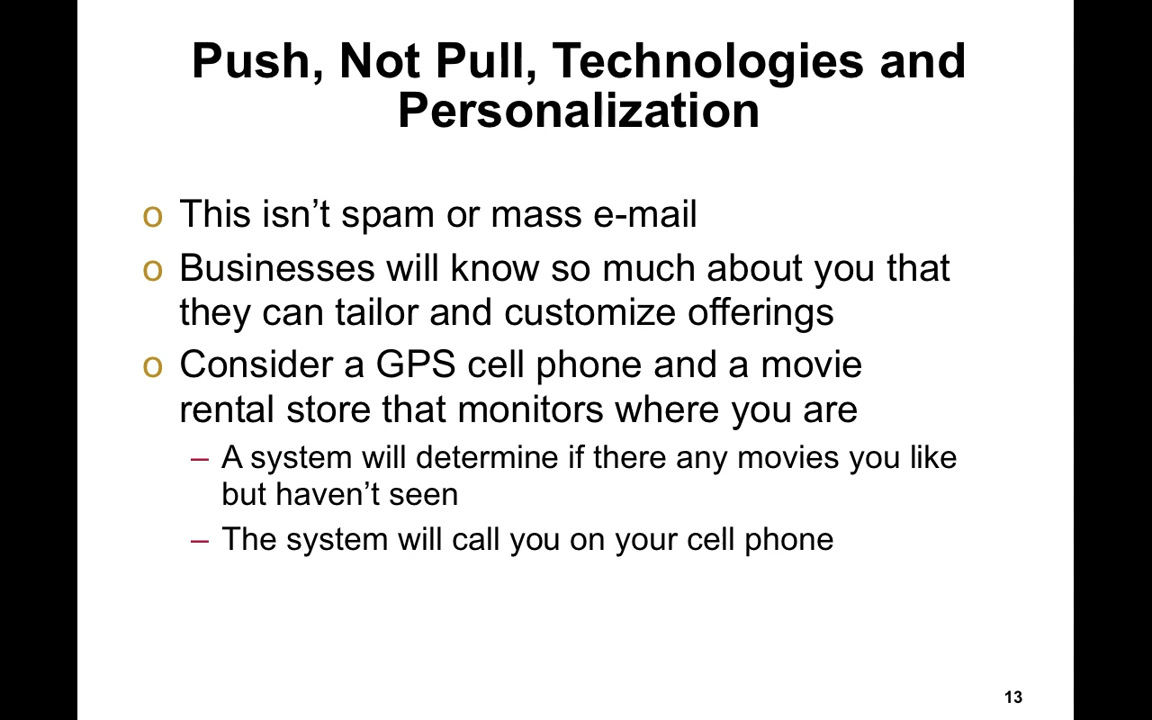 Push, Not Pull, Technologies and
Personalization
o This isn’t spam or mass e-mail
o Businesses will know so much about you that
they can tailor and customize offerings
o Consider a GPS cell phone and a movie
rental store that monitors where you are
– A system will determine if there any movies you like
but haven’t seen
– The system will call you on your cell phone
13